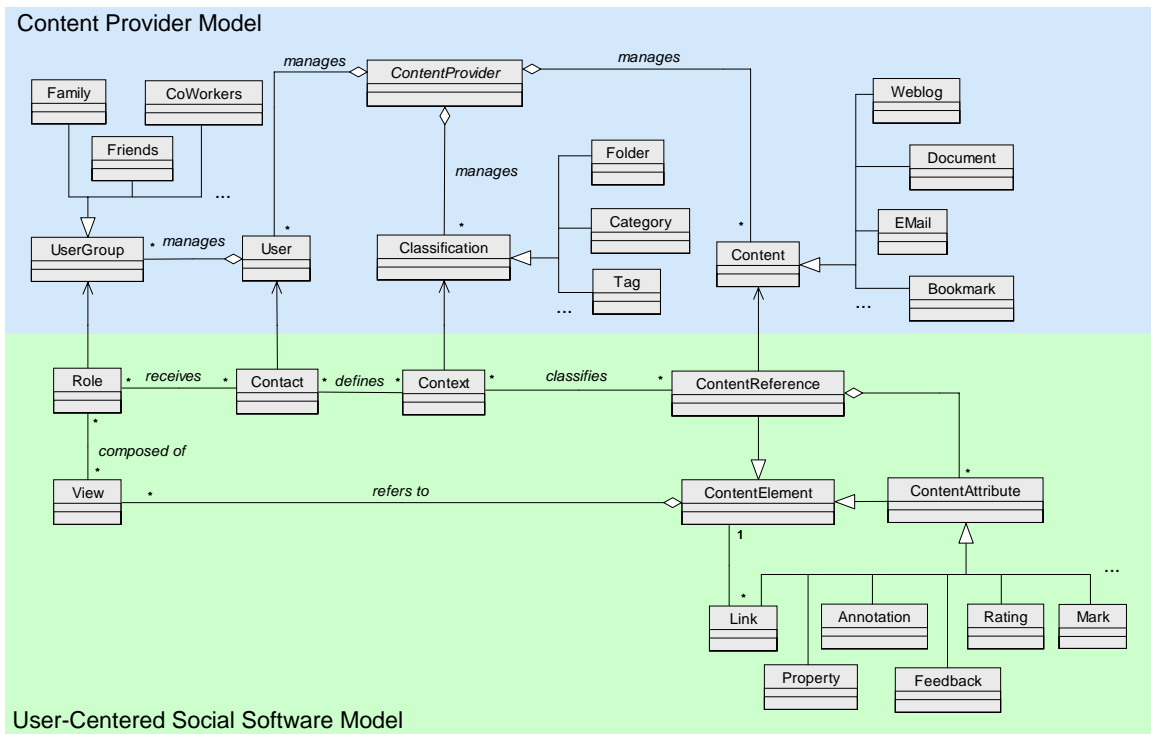 Content Provider Model
manages
ContentProvider
manages
Family
CoWorkers
Weblog
Friends
Folder
Document
manages
...
Category
EMail
*
*
*
UserGroup
*
manages
User
Classification
Content
Tag
Bookmark
...
...
Role
*
receives
*
Contact
*
defines
*
Context
*
classifies
*
ContentReference
*
composed of
*
*
View
*
refers to
ContentElement
ContentAttribute
1
...
*
Link
Annotation
Rating
Mark
Property
Feedback
User-Centered Social Software Model